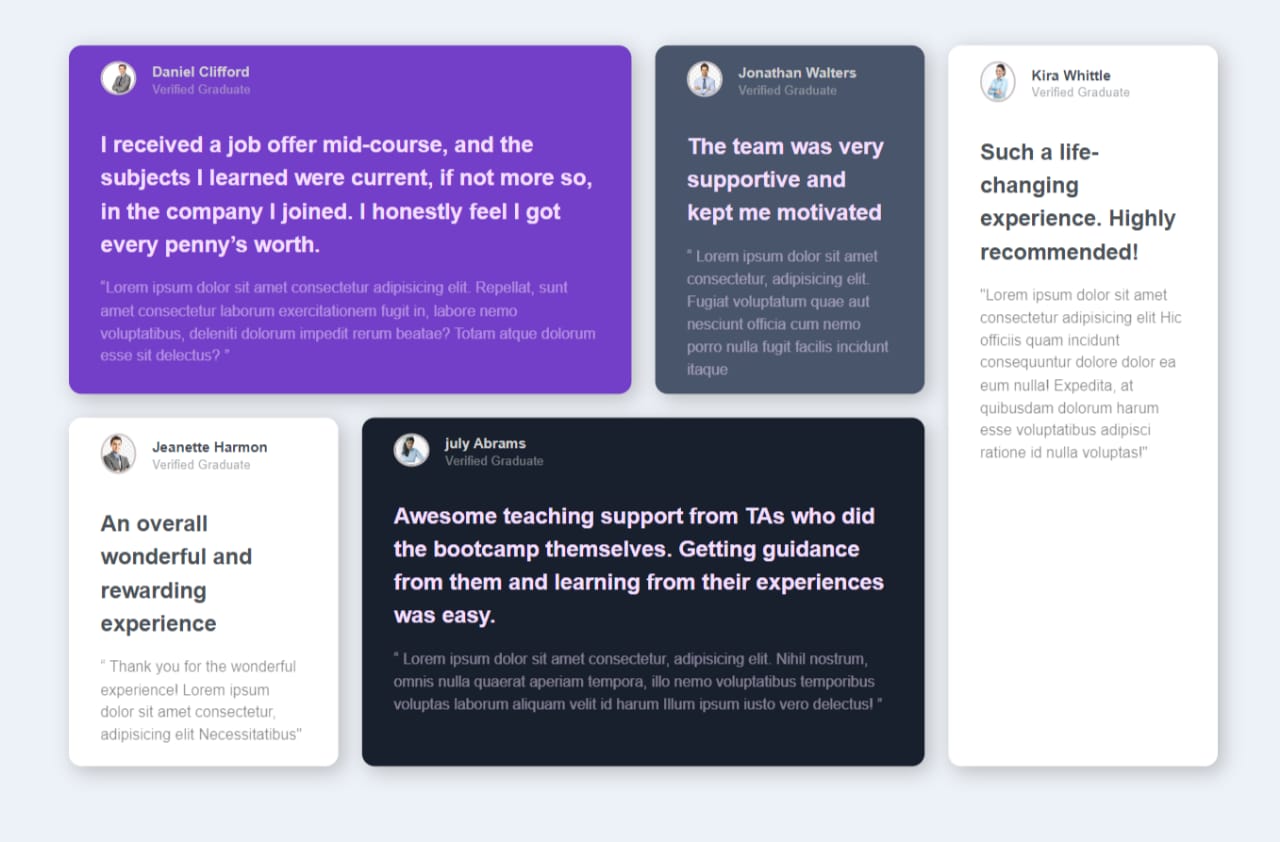 Daniel Clifford
Verified Graduate
I received a job offer mid-course, and the
subjects I learned were current, if not more so,
in the company I joined. I honestly feel I got
every penny’s worth.
“Lorem ipsum dolor sit amet consectetur adipisicing elit. Repellat, sunt
amet consectetur laborum exercitationem fugit in, labore nemo
voluptatibus, deleniti dolorum impedit rerum beatae? Totam atque dolorum
esse sit delectus? ”
Jonathan Walters
Verified Graduate
The team was very
supportive and
kept me motivated
“ Lorem ipsum dolor sit amet
consectetur, adipisicing elit.
Fugiat voluptatum quae aut
nesciunt officia cum nemo
porro nulla fugit facilis incidunt
itaque
Kira Whittle
Verified Graduate
Such a life-
changing
experience. Highly
recommended!
"Lorem ipsum dolor sit amet
consectetur adipisicing elit Hic
officiis quam incidunt
consequuntur dolore dolor ea
eum nulla! Expedita, at
quibusdam dolorum harum
esse voluptatibus adipisci
ratione id nulla voluptas!”
Jeanette Harmon
Verified Graduate
An overall
wonderful and
rewarding
experience
“ Thank you for the wonderful
experience! Lorem ipsum
dolor sit amet consectetur,
adipisicing elit Necessitatibus”
july Abrams
Verified Graduate
Awesome teaching support from TAs who did
the bootcamp themselves. Getting guidance
from them and learning from their experiences
was easy.
“ Lorem ipsum dolor sit amet consectetur, adipisicing elit. Nihil nostrum,
omnis nulla quaerat aperiam tempora, illo nemo voluptatibus temporibus
voluptas laborum aliquam velit id harum Illum ipsum iusto vero delectus! ”